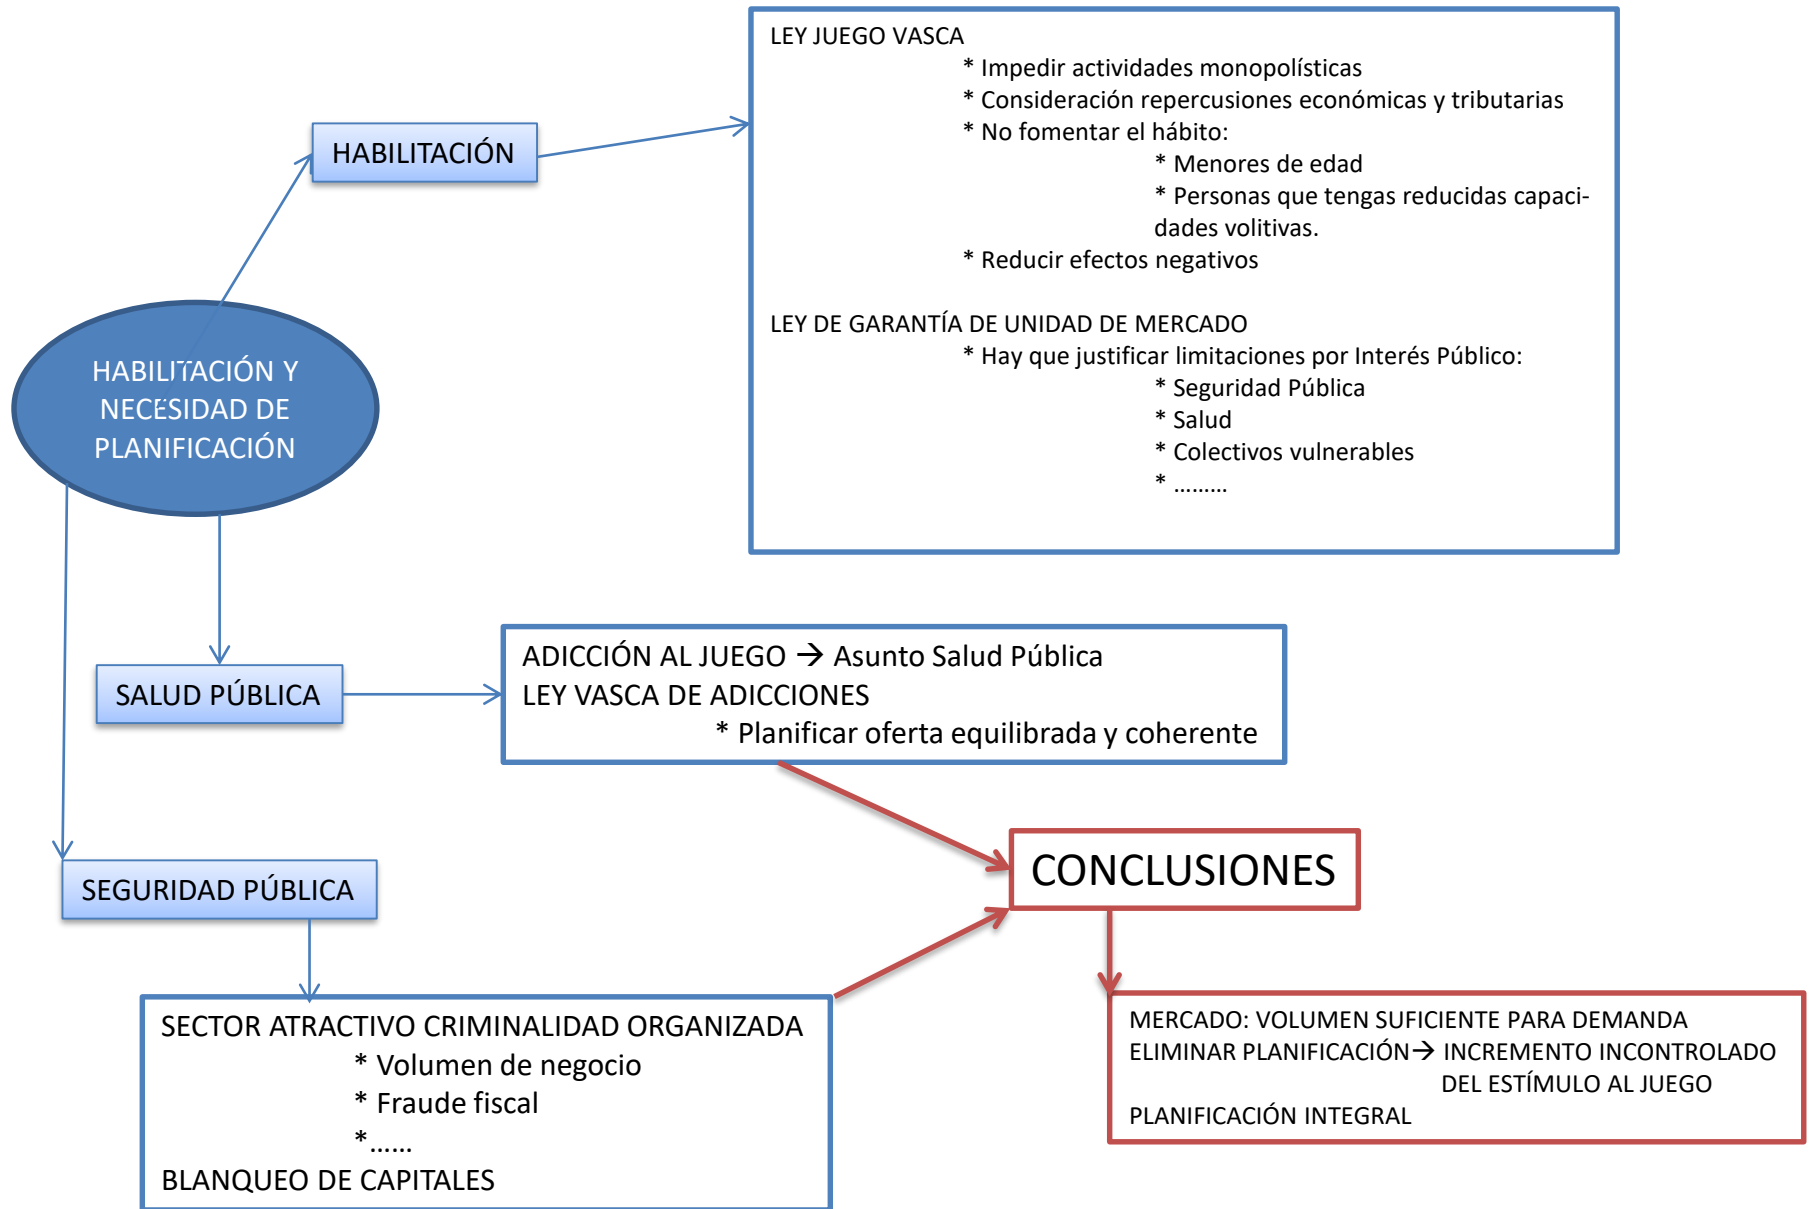 LEY JUEGO VASCA
* Impedir actividades monopolísticas
* Consideración repercusiones económicas y tributarias
* No fomentar el hábito:
* Menores de edad
* Personas que tengas reducidas capaci-
dades volitivas.
* Reducir efectos negativos
LEY DE GARANTÍA DE UNIDAD DE MERCADO
* Hay que justificar limitaciones por Interés Público:
* Seguridad Pública
* Salud
* Colectivos vulnerables
* .........
HABILITACIÓN
HABILITACIÓN Y
NECESIDAD DE
PLANIFICACIÓN
SALUD PÚBLICA
ADICCIÓN AL JUEGO → Asunto Salud Pública
LEY VASCA DE ADICCIONES
* Planificar oferta equilibrada y coherente
SEGURIDAD PÚBLICA
SECTOR ATRACTIVO CRIMINALIDAD ORGANIZADA
* Volumen de negocio
* Fraude fiscal
*......
BLANQUEO DE CAPITALES
CONCLUSIONES
MERCADO: VOLUMEN SUFICIENTE PARA DEMANDA
ELIMINAR PLANIFICACIÓN→ INCREMENTO INCONTROLADO
DEL ESTÍMULO AL JUEGO
PLANIFICACIÓN INTEGRAL